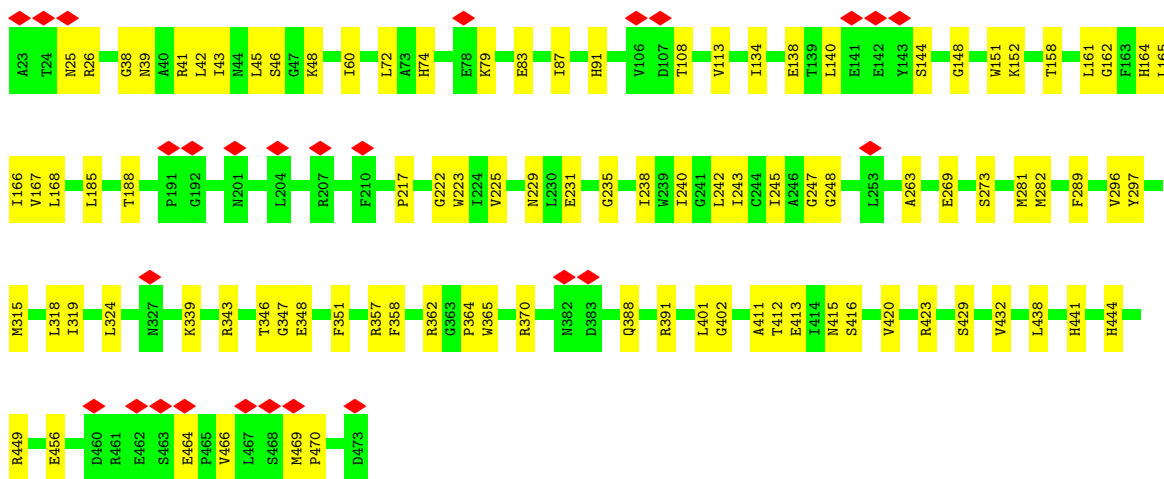 A23 T24 N25 R26 G38 N39 A40 R41 L42 I43 N44 L45 S46 G47 K48 I60 L72 A73 H74 E78 K79 E83 I87 H91 V106 D107 T108 V113 I134 E138 T139 L140 E141 E142 Y143 S144 G148 W151 K152 T158 L161 G162 F163 H164 L165
I166 V167 L168 L185 T188 P191 G192 N201 L204 R207 F210 P217 G222 W223 I224 V225 N229 L230 E231 G235 I238 W239 I240 G241 L242 I243 C244 I245 A246 G247 G248 L253 A263 E269 S273 M281 M282 F289 V296 Y297
M315 L318 I319 L324 N327 K339 R343 T346 G347 E348 F351 R357 F358 R362 G363 P364 W365 R370 N382 D383 Q388 R391 L401 G402 A411 T412 E413 I414 N415 S416 V420 R423 S429 V432 L438 H441 H444
R449 E456 D460 R461 E462 S463 E464 P465 V466 L467 S468 M469 P470 D473